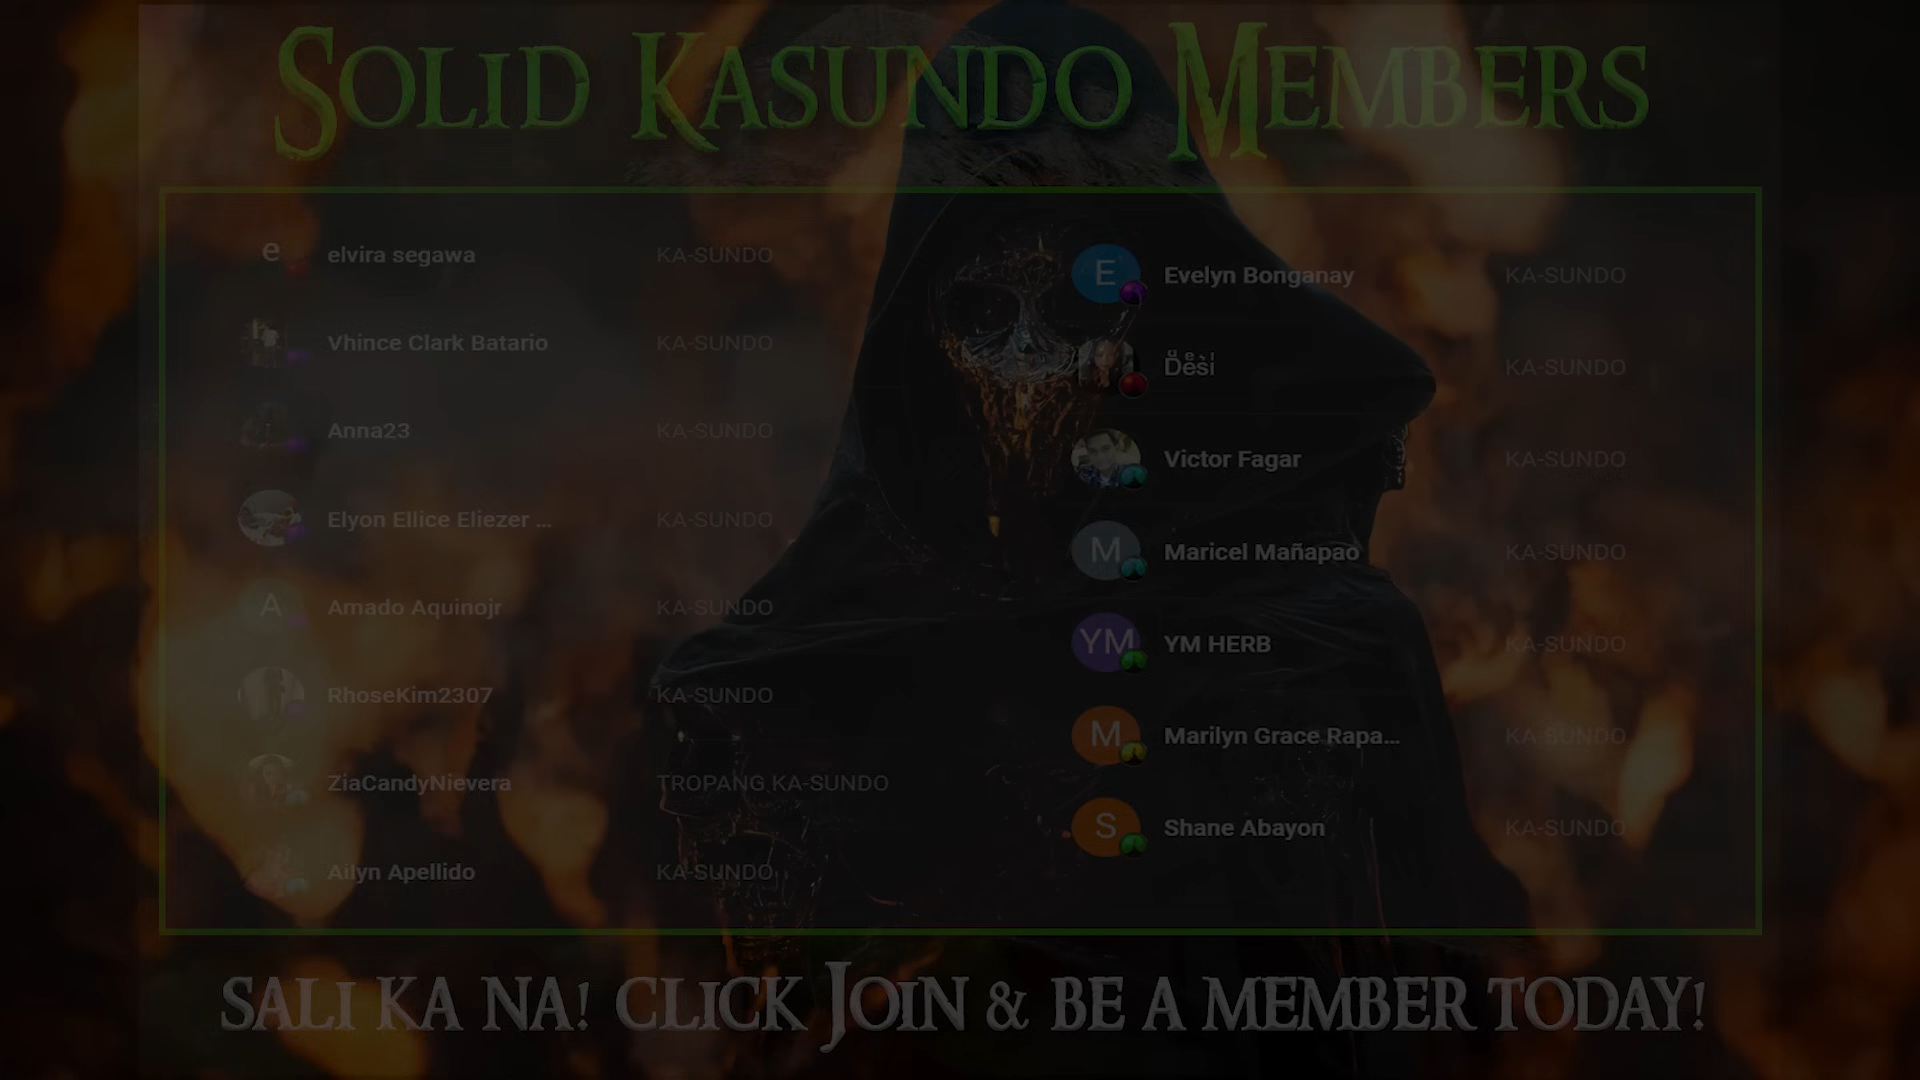 SOLID KASUNDO MEMBERS
e elvira segawa KA-SUNDO
Vhince Clark Batario KA-SUNDO
Anna23 KA-SUNDO
Elyon Ellice Eliezer ... KA-SUNDO
A Amado Aquinojr KA-SUNDO
RhoseKim2307 KA-SUNDO
ZiaCandyNievera TROPANG KA-SUNDO
Ailyn Apellido KA-SUNDO
E Evelyn Bonganay KA-SUNDO
KA-SUNDO
Victor Fagar KA-SUNDO
M Maricel Mañapao KA-SUNDO
YM YM HERB KA-SUNDO
M Marilyn Grace Rapa... KA-SUNDO
S Shane Abayon KA-SUNDO
SALI KA NA! CLICK JOIN & BE A MEMBER TODAY!